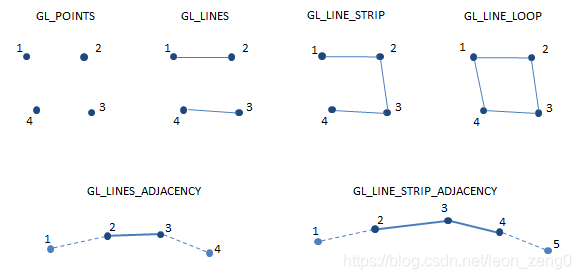 GL_POINTS GL_LINES GL_LINE_STRIP GL_LINE_LOOP
1 2 1 2 1 2 1 2
4 3 4 3 4 3 4 3
GL_LINES_ADJACENCY GL_LINE_STRIP_ADJACENCY
1 2 3 4 1 2 3 4 5
https://blog.csdn.net/leon_zeng0